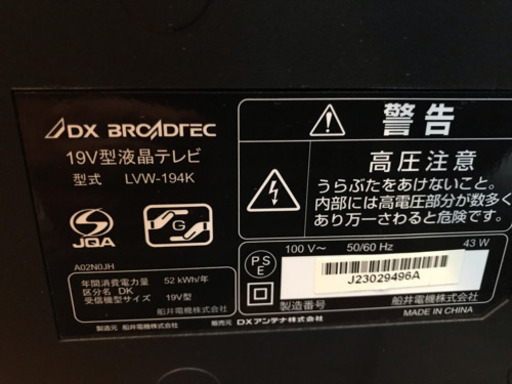 DX BROADTEC
19V型液晶テレビ
型式 LVW-194K
JQA
G
A02N0JH
年間消費電力量 52 kWh/年
区分名 DK
受信機型サイズ 19V型
製造元 船井電機株式会社
販売元 DXアンテナ株式会社
警告
高圧注意
うらぶたをあけないこと。
内部には高電圧部分が数多く
あり万一さわると危険です。
PSE
100 V~ 50/60 Hz 43 W
J23029496A
製造番号
船井電機株式会社
MADE IN CHINA